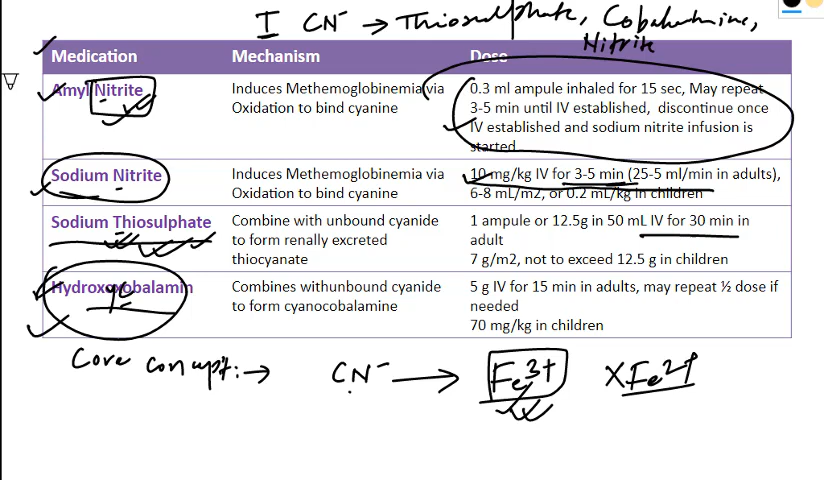 I CN⁻ → Thiosulphate, Cobalamine,
Nitrite
Medication Mechanism Dose
Amyl Nitrite Induces Methemoglobinemia via 0.3 ml ampule inhaled for 15 sec, May repeat
Oxidation to bind cyanine 3-5 min until IV established, discontinue once
IV established and sodium nitrite infusion is
started
Sodium Nitrite Induces Methemoglobinemia via 10 mg/kg IV for 3-5 min (25-5 ml/min in adults),
Oxidation to bind cyanine 6-8 mL/m2, or 0.2 mL/kg in children
Sodium Thiosulphate Combine with unbound cyanide 1 ampule or 12.5g in 50 mL IV for 30 min in
to form renally excreted adult
thiocyanate 7 g/m2, not to exceed 12.5 g in children
Hydroxocobalamin Combines withunbound cyanide 5 g IV for 15 min in adults, may repeat ½ dose if
to form cyanocobalamine needed
70 mg/kg in children
Core concept:→ CN⁻ → Fe³⁺ X Fe²⁺